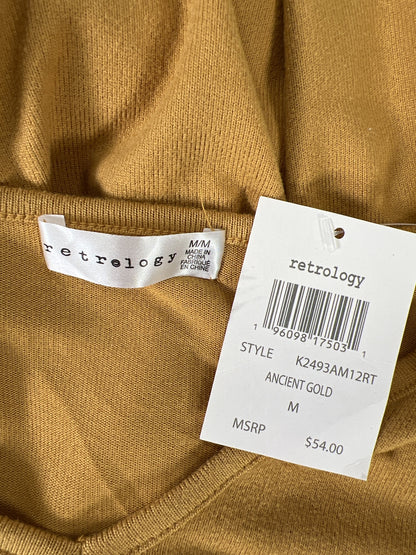 retrology
M/M
MADE IN
CHINA
FABRIQUÉ
EN CHINE
retrology
1 96098 17503 1
STYLE K2493AM12RT
ANCIENT GOLD
M
MSRP $54.00